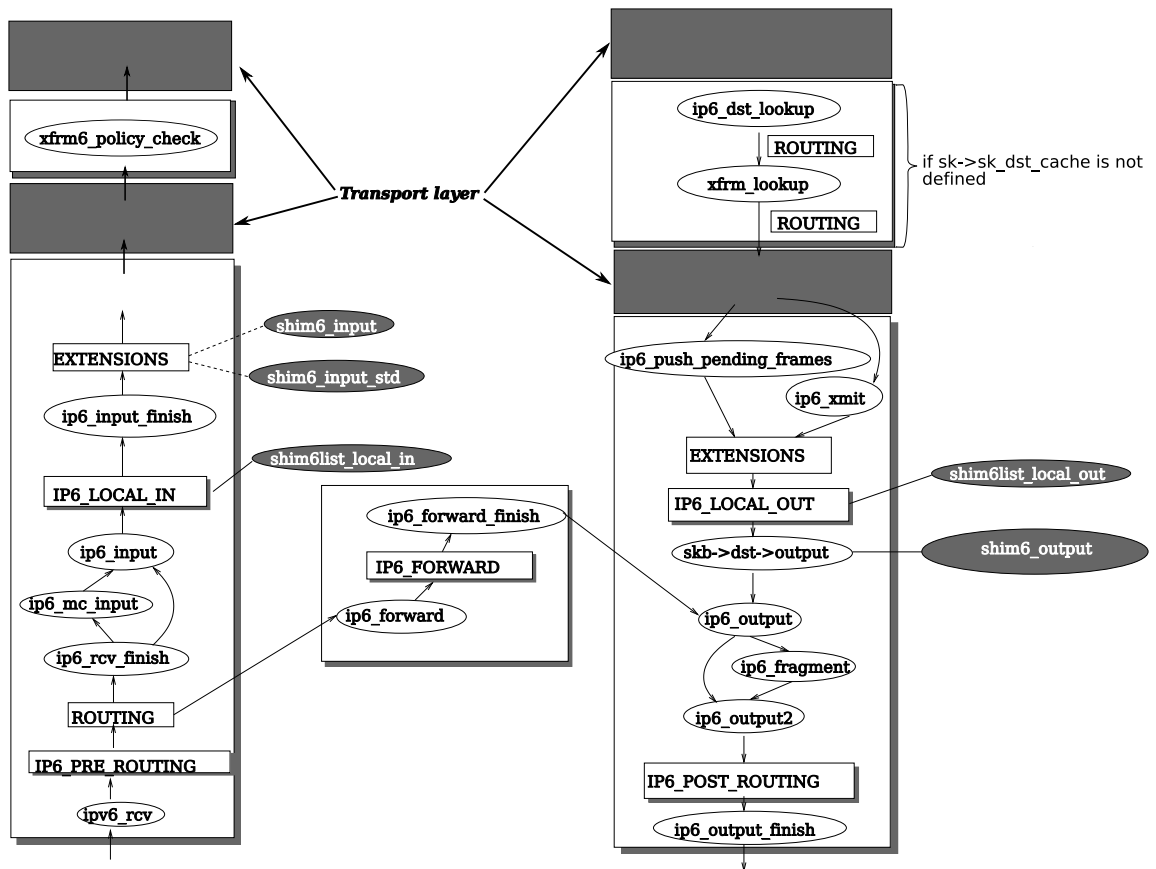 xfrm6_policy_check
Transport layer
shim6_input
EXTENSIONS
shim6_input_std
ip6_input_finish
shim6list_local_in
IP6_LOCAL_IN
ip6_input
ip6_mc_input
ip6_rcv_finish
ROUTING
IP6_PRE_ROUTING
ipv6_rcv
ip6_forward_finish
IP6_FORWARD
ip6_forward
ip6_dst_lookup
ROUTING
xfrm_lookup
ROUTING
if sk->sk_dst_cache is not
defined
ip6_push_pending_frames
ip6_xmit
EXTENSIONS
shim6list_local_out
IP6_LOCAL_OUT
skb->dst->output
shim6_output
ip6_output
ip6_fragment
ip6_output2
IP6_POST_ROUTING
ip6_output_finish